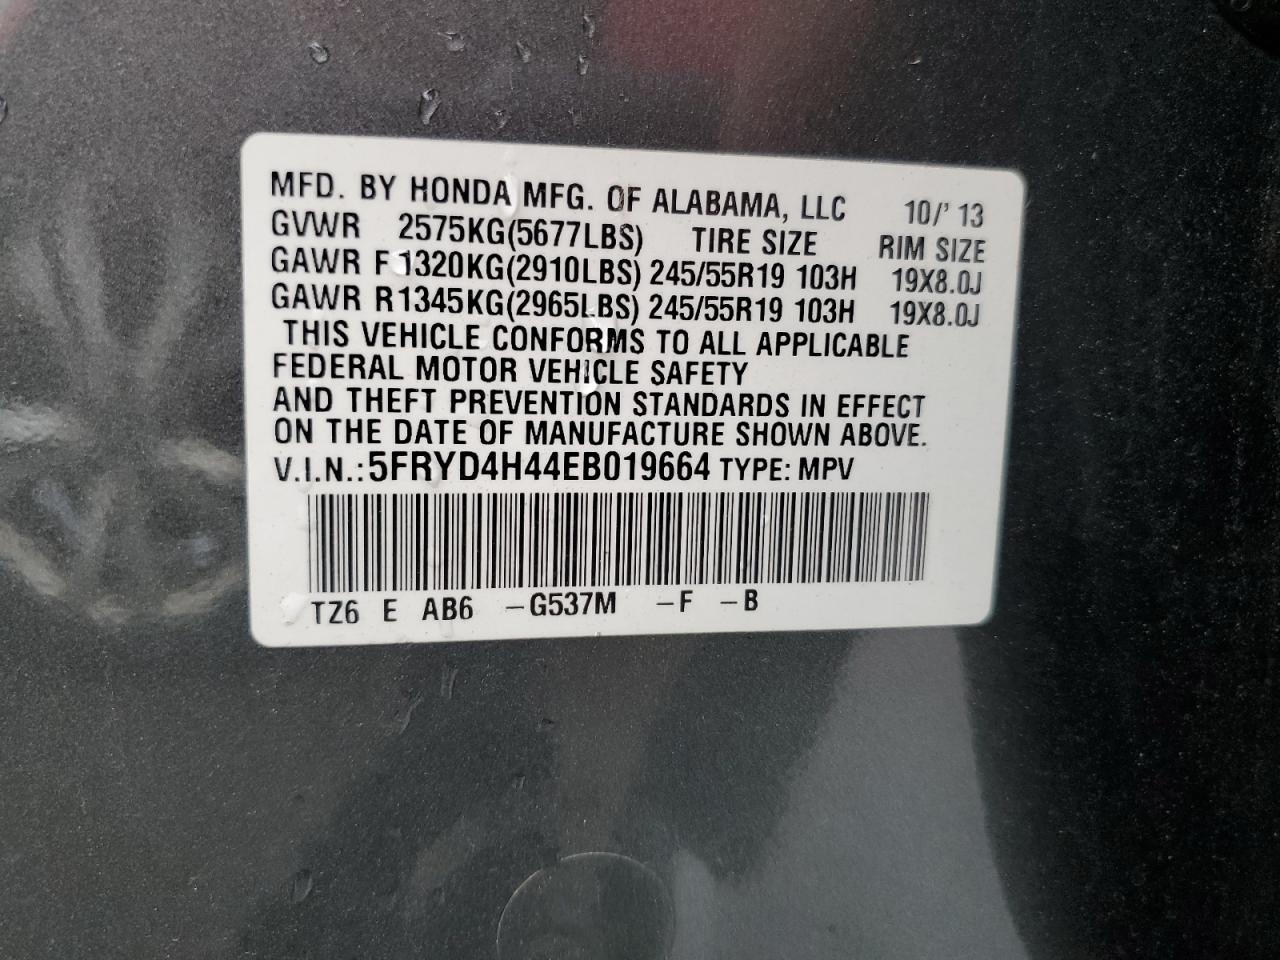 MFD. BY HONDA MFG. OF ALABAMA, LLC 10/' 13
GVWR 2575KG(5677LBS) TIRE SIZE RIM SIZE
GAWR F 1320KG(2910LBS) 245/55R19 103H 19X8.0J
GAWR R1345KG(2965LBS) 245/55R19 103H 19X8.0J
THIS VEHICLE CONFORMS TO ALL APPLICABLE
FEDERAL MOTOR VEHICLE SAFETY
AND THEFT PREVENTION STANDARDS IN EFFECT
ON THE DATE OF MANUFACTURE SHOWN ABOVE.
V.I.N.: 5FRYD4H44EB019664 TYPE: MPV
TZ6 E AB6 -G537M -F -B